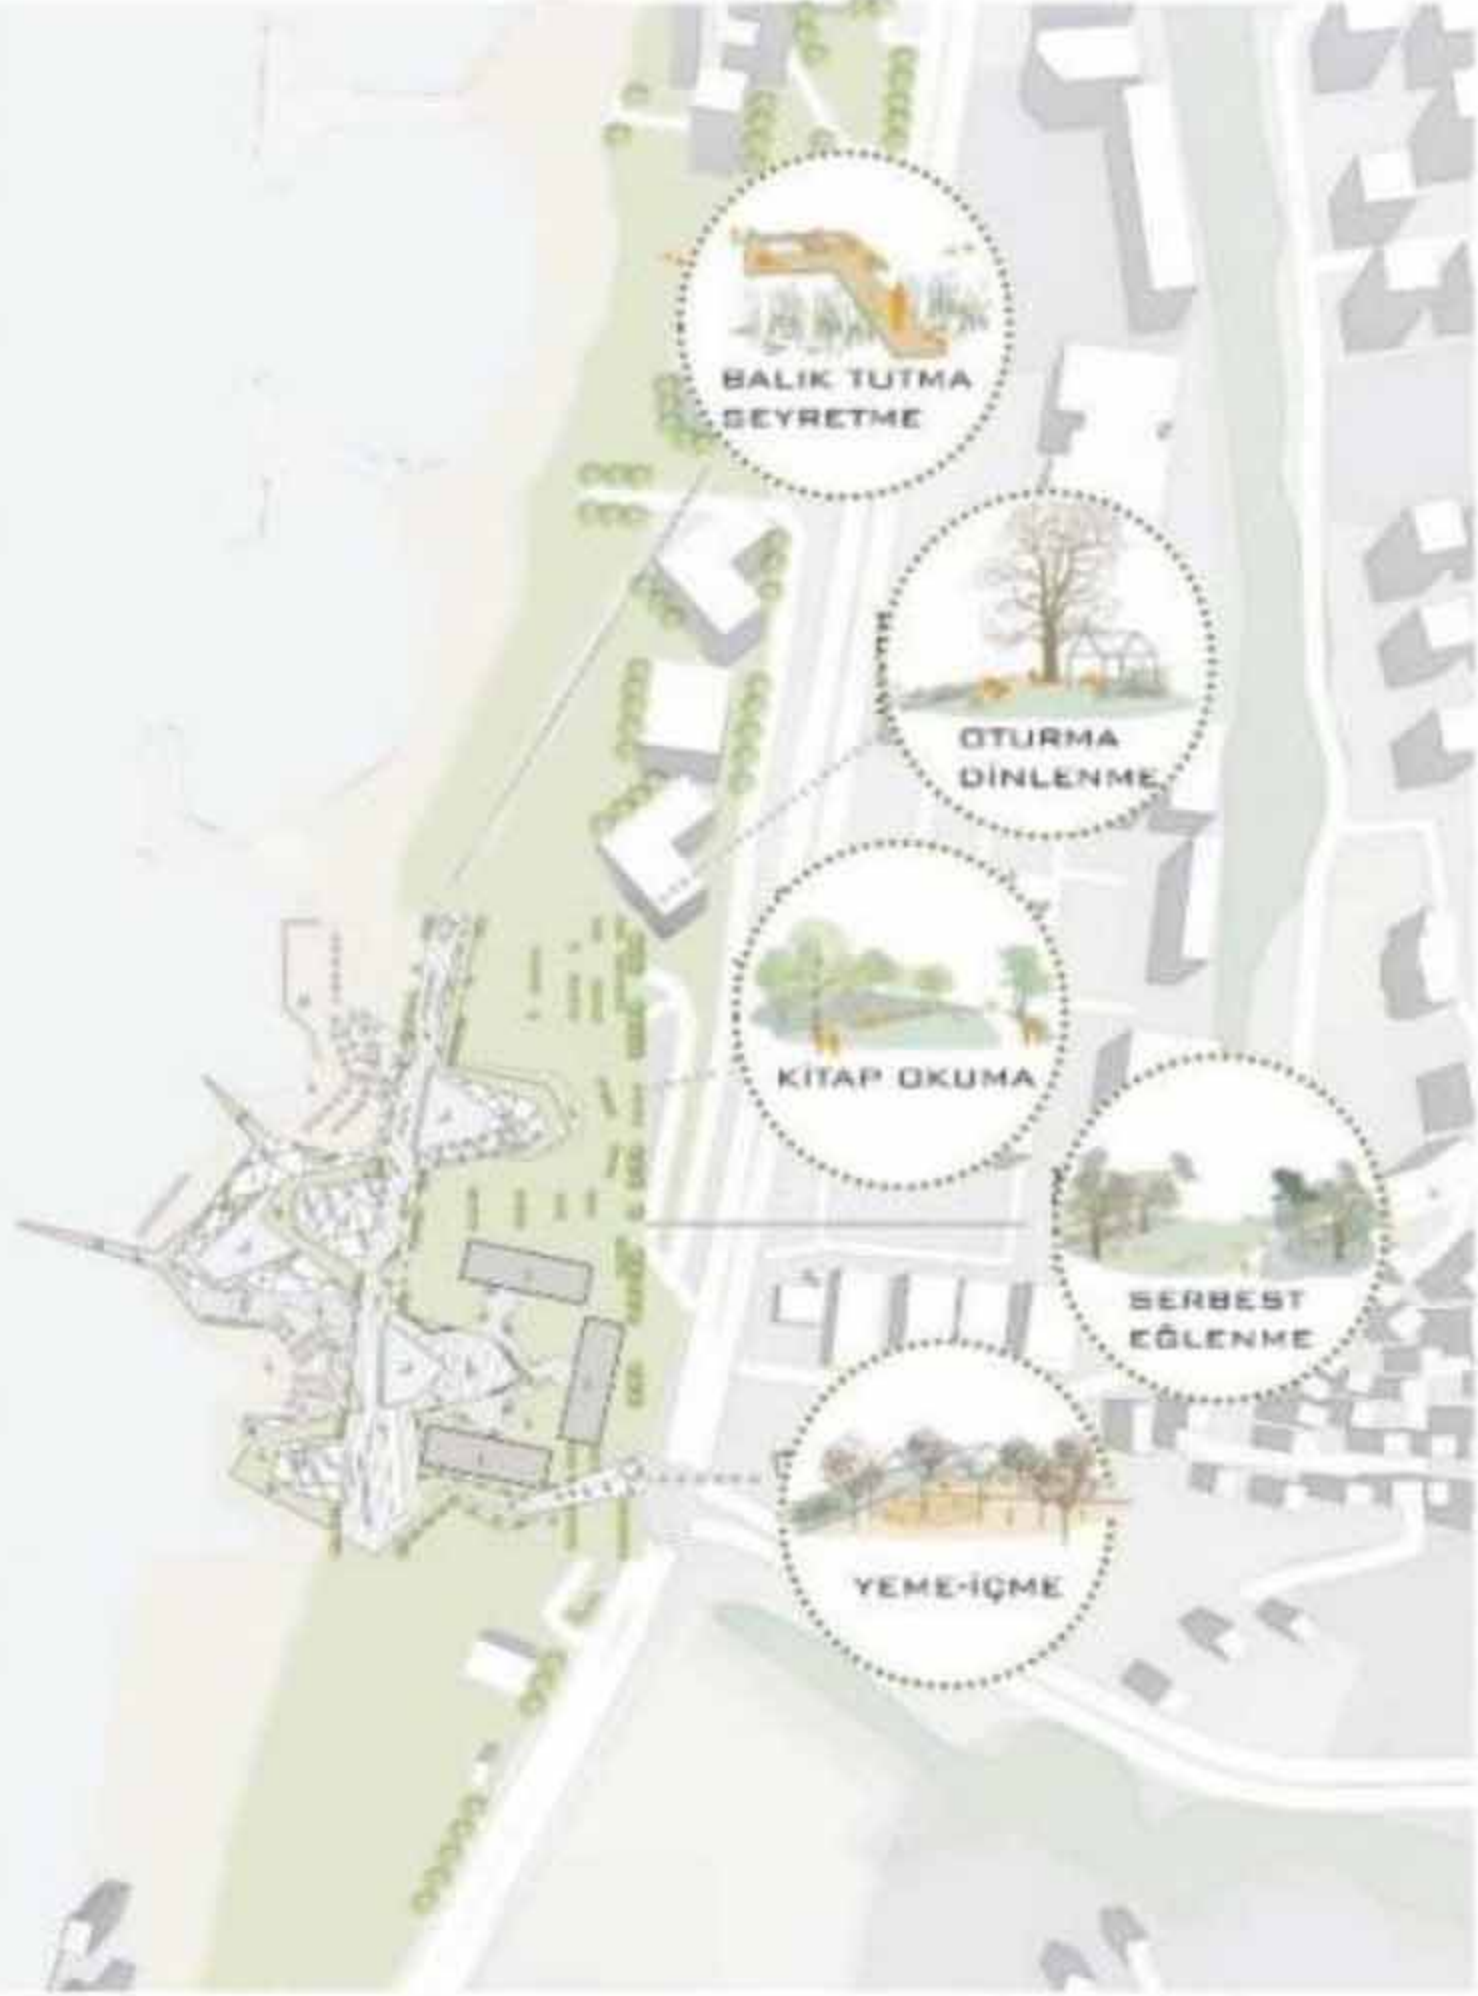 BALIK TUTMA
SEYRETME
OTURMA
DİNLENME
KİTAP OKUMA
SERBEST
EĞLENME
YEME-İÇME